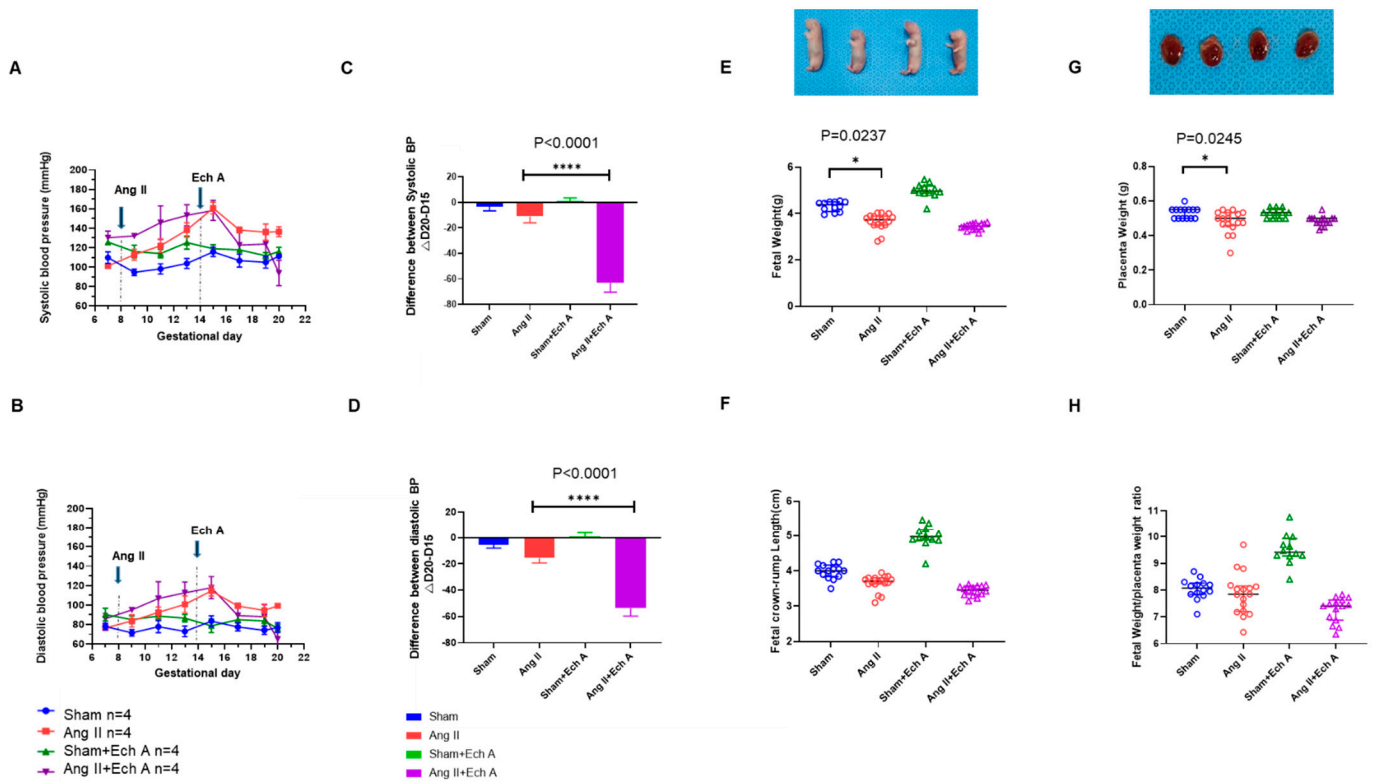 A
Systolic blood pressure (mmHg)
200
180
160
140
120
100
80
60
Ang II
Ech A
6 8 10 12 14 16 18 20 22
Gestational day
C
Difference between Systolic BP
△D20-D15
P<0.0001
****
20
0
-20
-40
-60
-80
Sham
Ang II
Sham+Ech A
Ang II+Ech A
E
P=0.0237
*
Fetal Weight(g)
6
4
2
0
Sham
Ang II
Sham+Ech A
Ang II+Ech A
G
P=0.0245
*
Placenta Weight (g)
0.8
0.6
0.4
0.2
0.0
Sham
Ang II
Sham+Ech A
Ang II+Ech A
B
Diastolic blood pressure (mmHg)
200
180
160
140
120
100
80
60
Ang II
Ech A
6 8 10 12 14 16 18 20 22
Gestational day
D
Difference between diastolic BP
△D20-D15
P<0.0001
****
20
0
-20
-40
-60
-80
Sham
Ang II
Sham+Ech A
Ang II+Ech A
F
Fetal crown-rump Length(cm)
6
5
4
3
2
Sham
Ang II
Sham+Ech A
Ang II+Ech A
H
Fetal Weight/placenta weight ratio
11
10
9
8
7
6
Sham
Ang II
Sham+Ech A
Ang II+Ech A
Sham n=4
Ang II n=4
Sham+Ech A n=4
Ang II+Ech A n=4
Sham
Ang II
Sham+Ech A
Ang II+Ech A